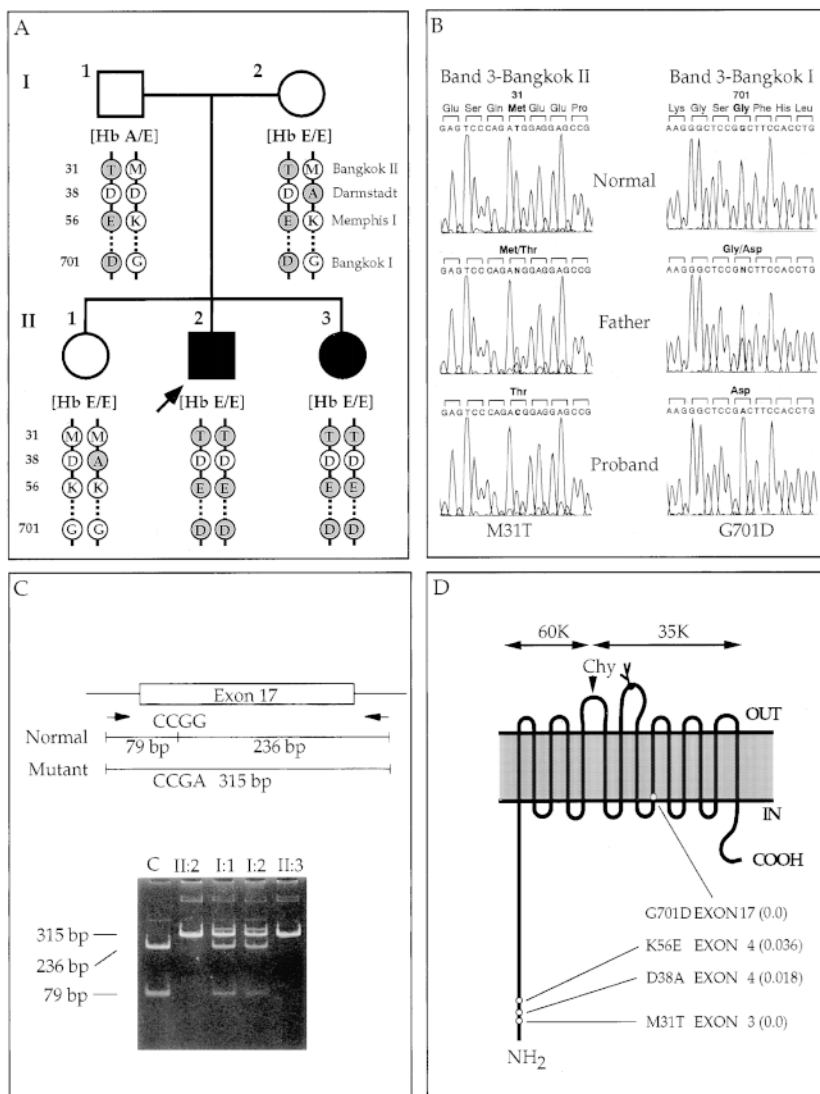 A
I
1
2
[Hb A/E]
[Hb E/E]
31 T M T M Bangkok II
38 D D D A Darmstadt
56 E K E K Memphis I
701 D G D G Bangkok I
II
1
2
3
[Hb E/E]
[Hb E/E]
[Hb E/E]
31 M M T T T T
38 D A D D D D
56 K K E E E E
701 G G D D D D
B
Band 3-Bangkok II
Band 3-Bangkok I
31
701
Glu Ser Gln Met Glu Glu Pro
Lys Gly Ser Gly Phe His Leu
GAGTCCCAGATGGAGGAGCCG
AAGGGCTCCGGCTTCCACCTG
Normal
Met/Thr
Gly/Asp
GAGTCCCAGANGGAGGAGCCG
AAGGGCTCCGNCTTCCACCTG
Father
Thr
Asp
GAGTCCCAGACGGAGGAGCCG
AAGGGCTCCGACTTCCACCTG
Proband
M31T
G701D
C
Exon 17
CCGG
Normal
79 bp
236 bp
Mutant
CCGA 315 bp
C II:2 I:1 I:2 II:3
315 bp
236 bp
79 bp
D
60K
35K
Chy
OUT
IN
COOH
G701D EXON 17 (0.0)
K56E EXON 4 (0.036)
D38A EXON 4 (0.018)
M31T EXON 3 (0.0)
NH2